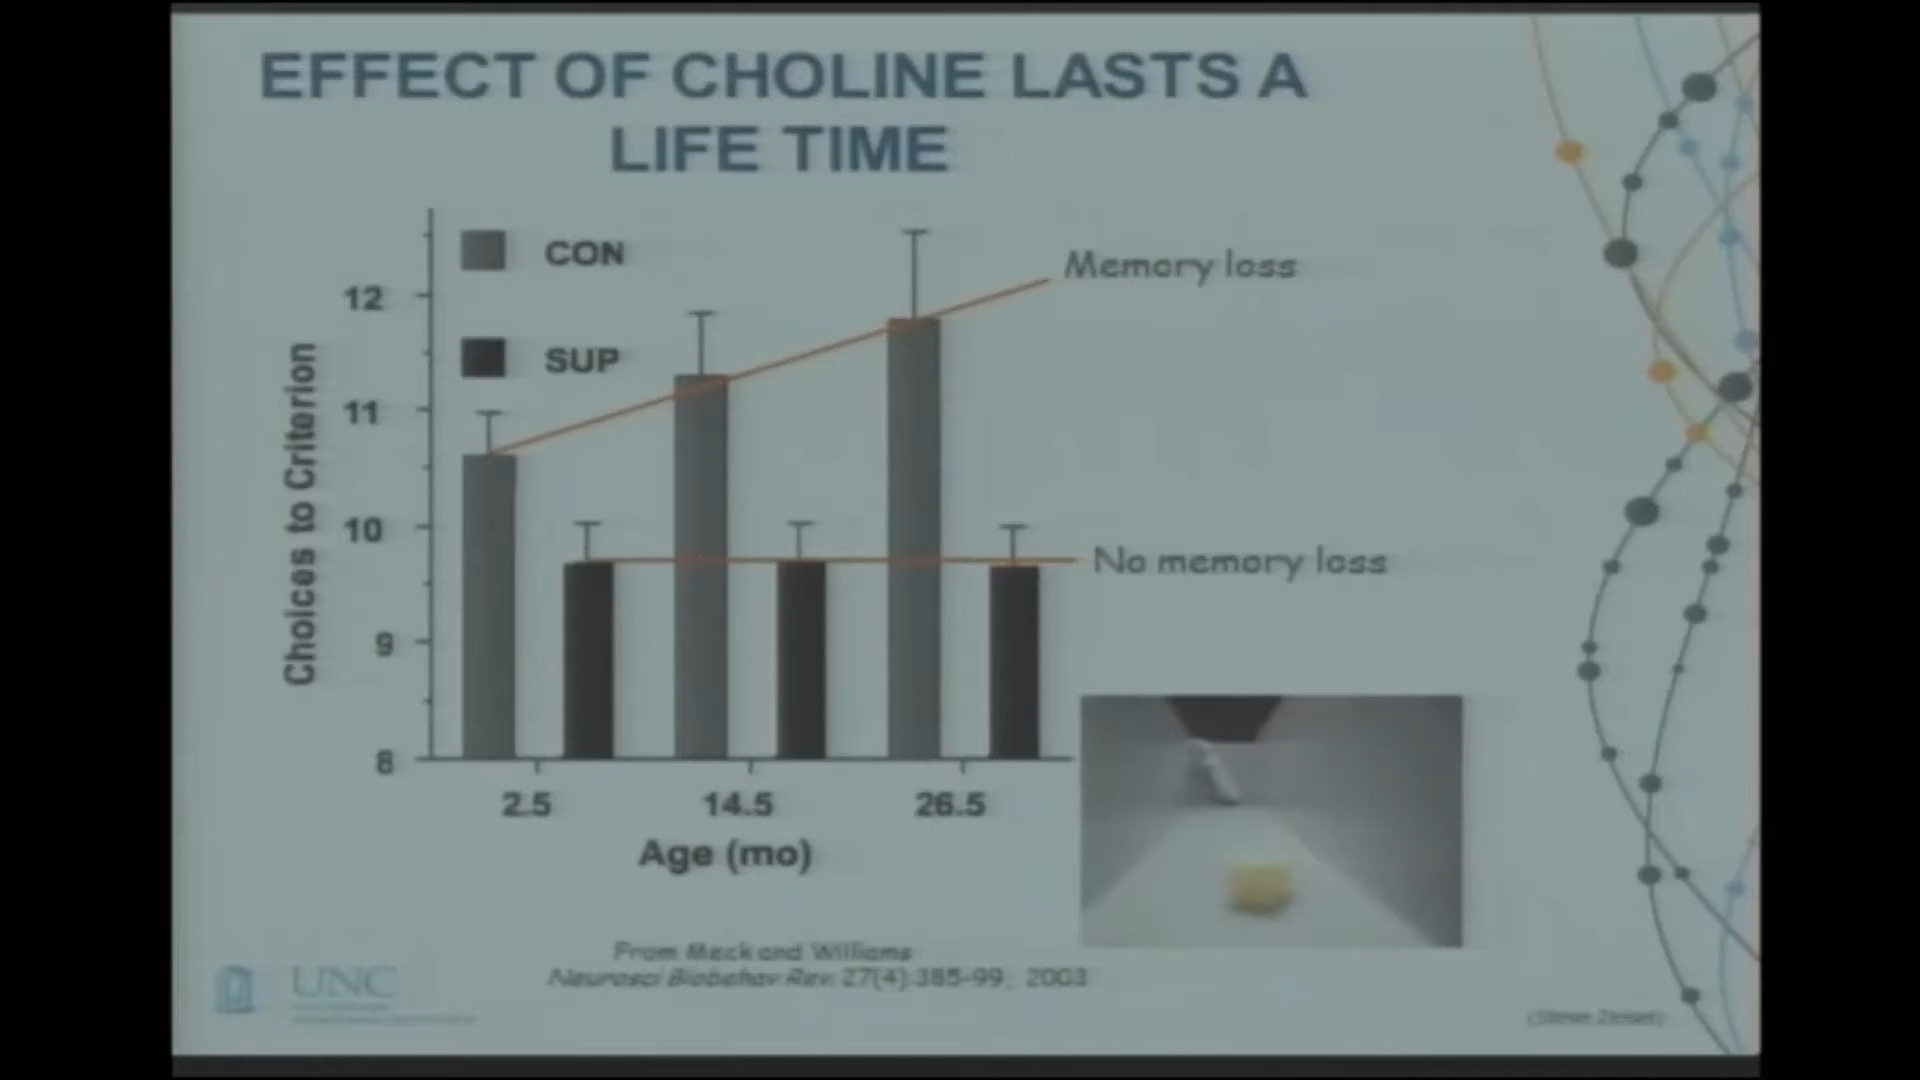 EFFECT OF CHOLINE LASTS A
LIFE TIME
CON
SUP
Memory loss
No memory loss
Choices to Criterion
12
11
10
9
8
2.5
14.5
26.5
Age (mo)
From Meck and Williams
Neurosci Biobehav Rev. 27(4):385-99, 2003
UNC